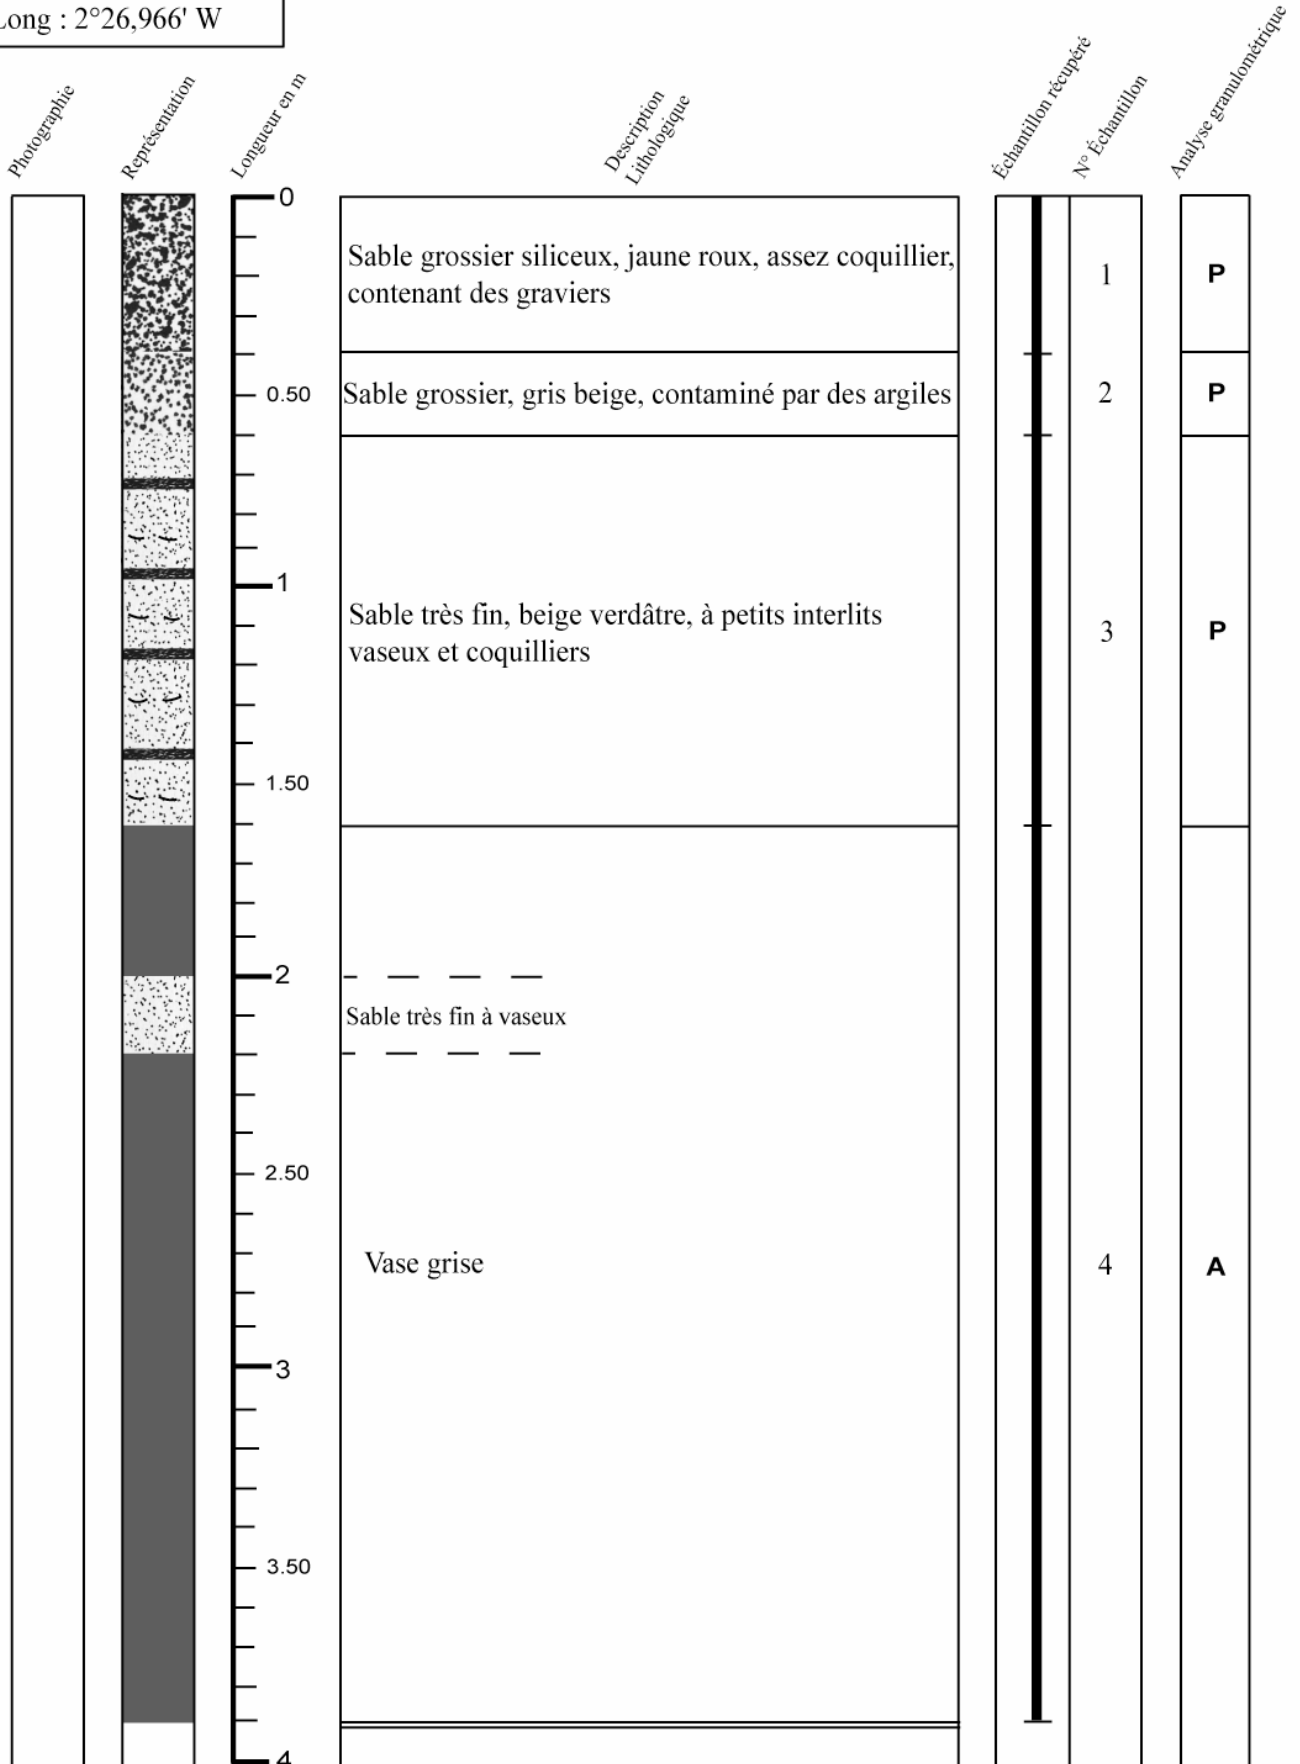 Long : 2°26,966' W
Photographie
Représentation
Longueur en m
Description
Lithologique
Échantillon récupéré
N° Échantillon
Analyse granulométrique
0
Sable grossier siliceux, jaune roux, assez coquillier,
contenant des graviers
1
P
0.50
Sable grossier, gris beige, contaminé par des argiles
2
P
1
Sable très fin, beige verdâtre, à petits interlits
vaseux et coquilliers
3
P
1.50
2
Sable très fin à vaseux
2.50
Vase grise
4
A
3
3.50
4